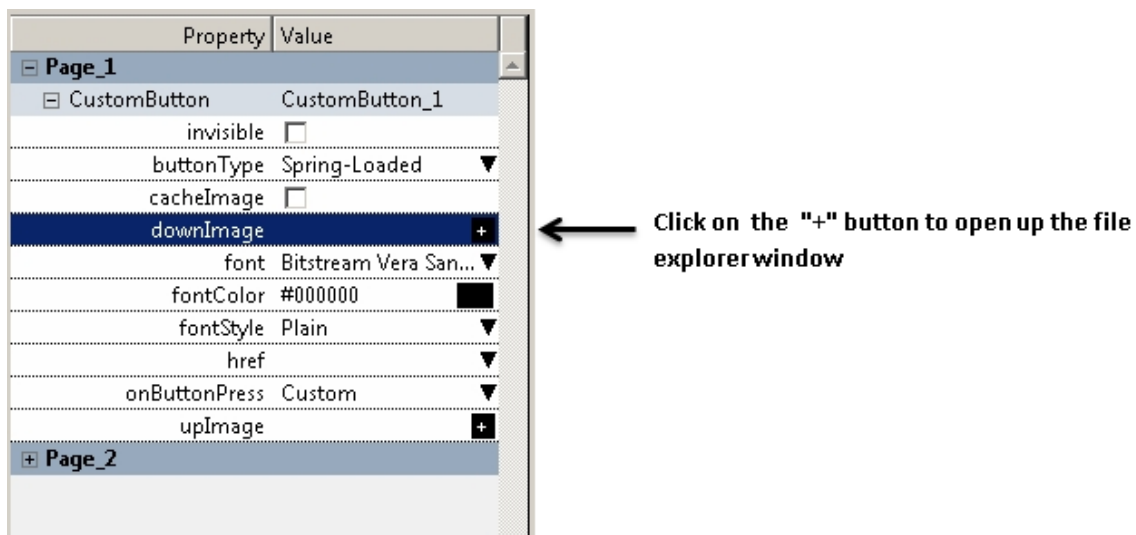 Property Value
Page_1
CustomButton CustomButton_1
invisible
buttonType Spring-Loaded
cacheImage
downImage +
font Bitstream Vera San...
fontColor #000000
fontStyle Plain
href
onButtonPress Custom
upImage +
Page_2
Click on the "+" button to open up the file
explorer window